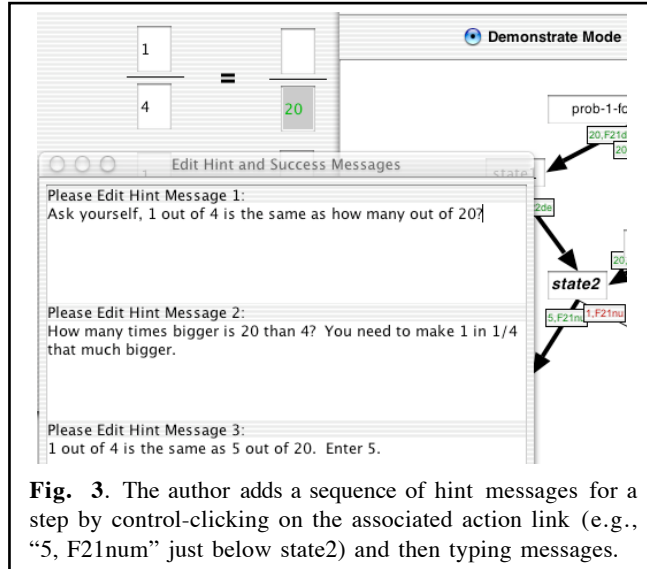 1
4
=
20
Demonstrate Mode
prob-1-fo
20,F21d
20
Edit Hint and Success Messages
state
Please Edit Hint Message 1:
Ask yourself, 1 out of 4 is the same as how many out of 20?
2de
20,
state2
Please Edit Hint Message 2:
How many times bigger is 20 than 4? You need to make 1 in 1/4
that much bigger.
5,F21nu
1,F21nu
Please Edit Hint Message 3:
1 out of 4 is the same as 5 out of 20. Enter 5.
Fig. 3. The author adds a sequence of hint messages for a
step by control-clicking on the associated action link (e.g.,
“5, F21num” just below state2) and then typing messages.